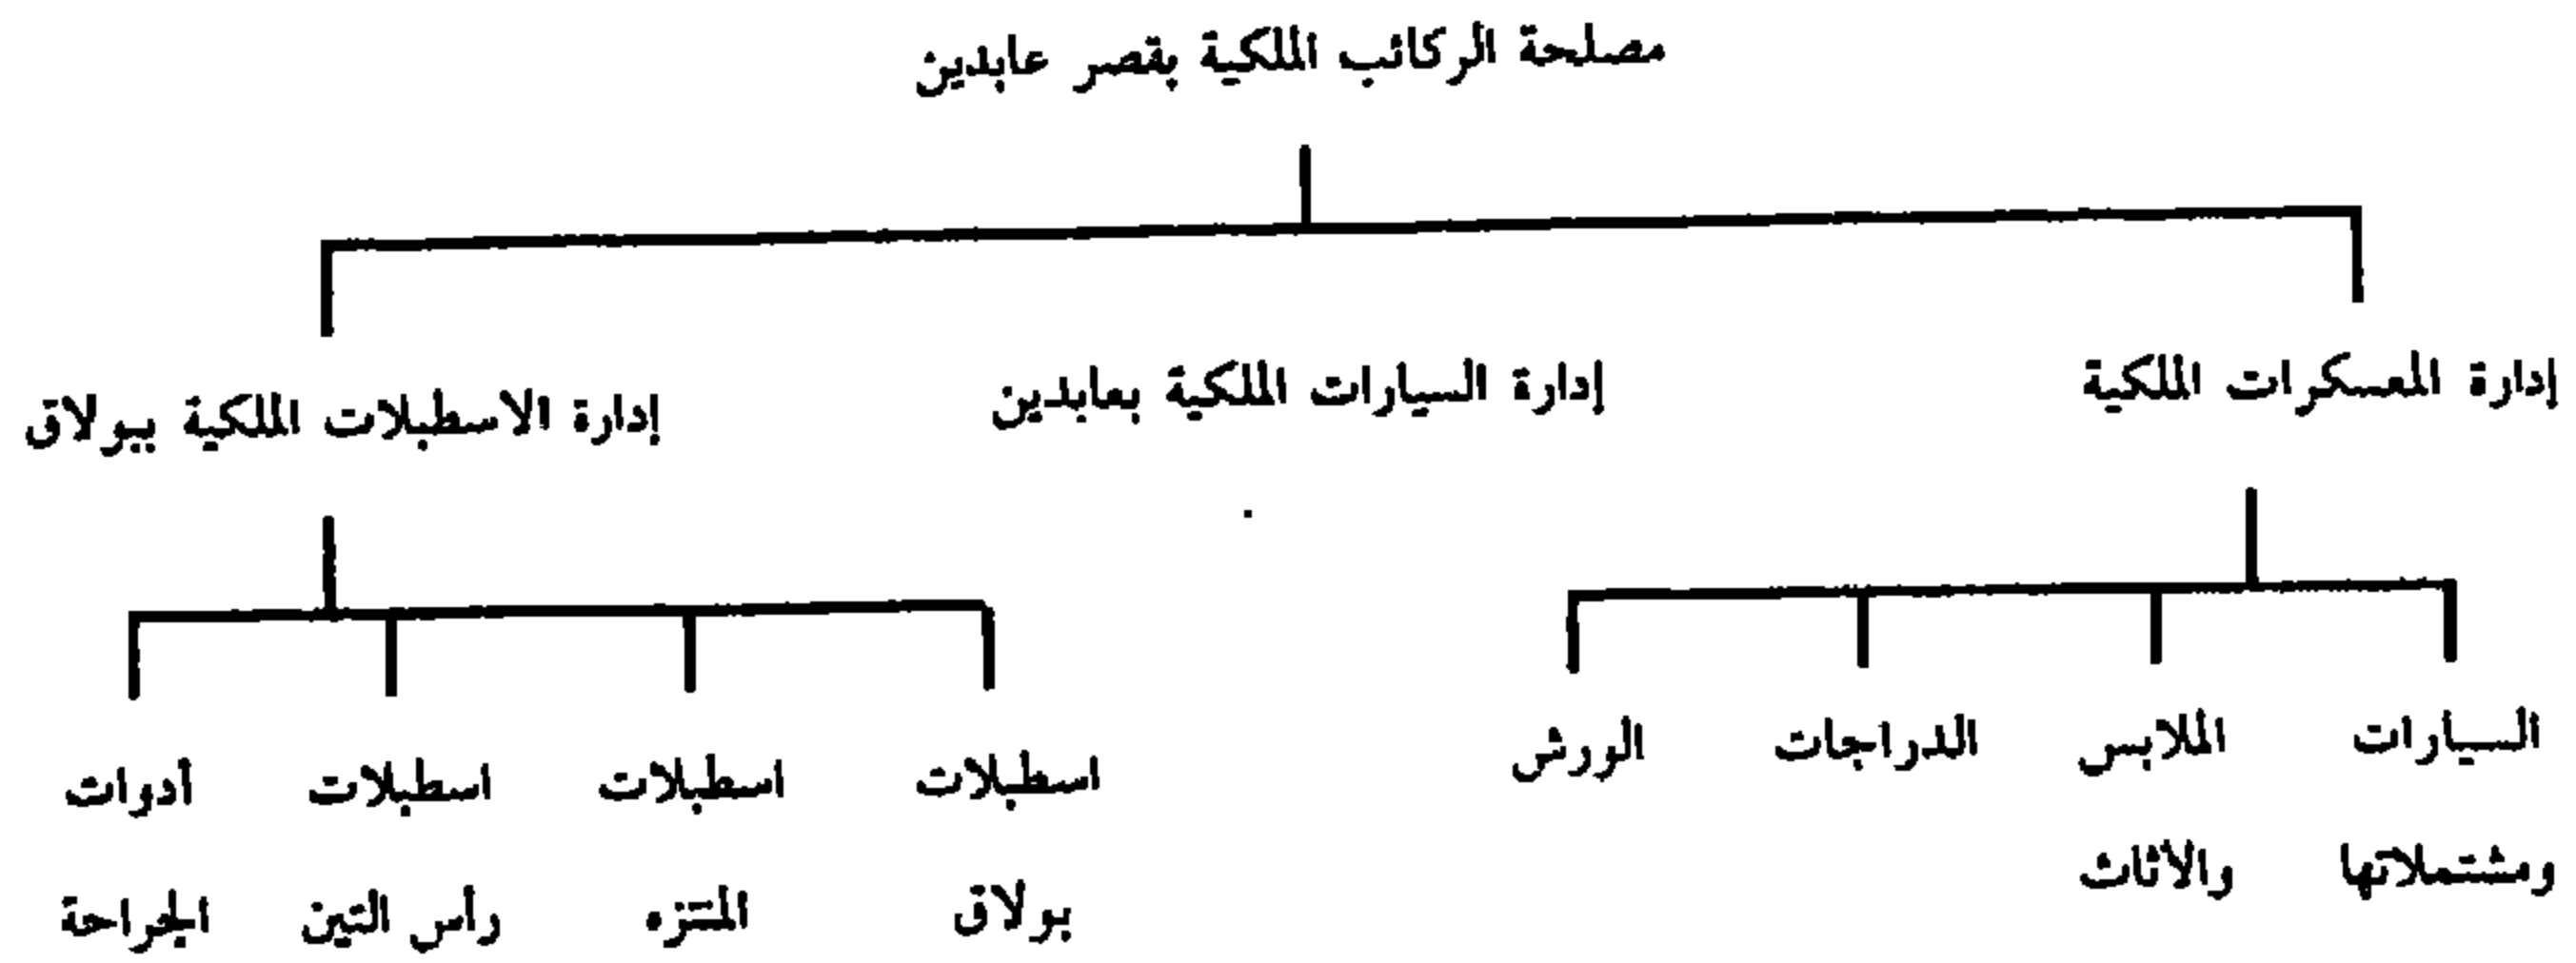 مصلحة الركائب الملكية بقصر عابدين
إدارة المعسكرات الملكية
إدارة السيارات الملكية بعابدين
إدارة الاسطبلات الملكية ببولاق
السيارات
ومشتملاتها
الملابس
والأثاث
الدراجات
الورش
اسطبلات
بولاق
اسطبلات
المنتزه
اسطبلات
رأس التين
أدوات
الجراحة